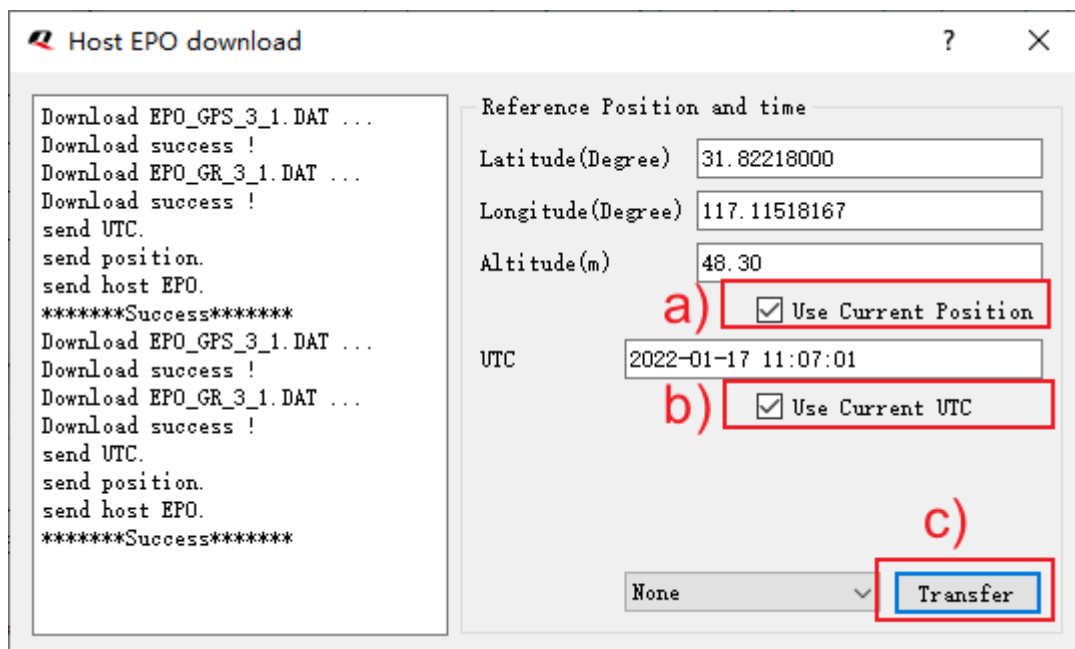 Host EPO download
?
Download EPO_GPS_3_1.DAT ...
Download success !
Download EPO_GR_3_1.DAT ...
Download success !
send UTC.
send position.
send host EPO.
*******Success*******
Download EPO_GPS_3_1.DAT ...
Download success !
Download EPO_GR_3_1.DAT ...
Download success !
send UTC.
send position.
send host EPO.
*******Success*******
Reference Position and time
Latitude(Degree) 31.82218000
Longitude(Degree) 117.11518167
Altitude(m) 48.30
a) Use Current Position
UTC 2022-01-17 11:07:01
b) Use Current UTC
c)
None Transfer